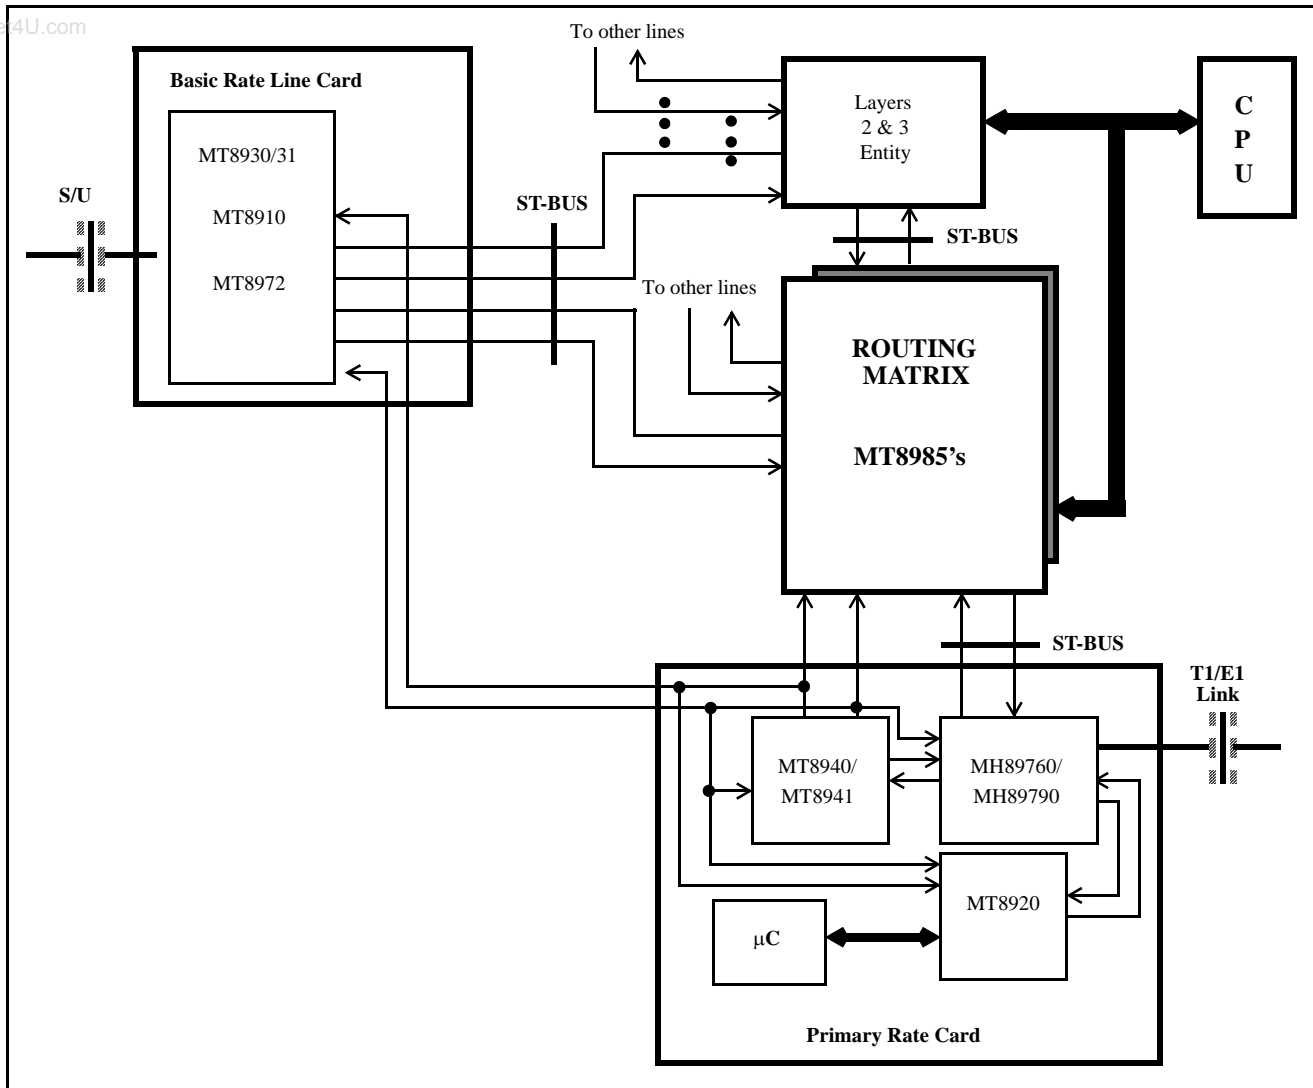 et4U.com
To other lines
Basic Rate Line Card
Layers
2 & 3
Entity
C
P
U
MT8930/31
MT8910
MT8972
S/U
ST-BUS
ST-BUS
To other lines
ROUTING
MATRIX
MT8985's
ST-BUS
T1/E1
Link
MT8940/
MT8941
MH89760/
MH89790
MT8920
µC
Primary Rate Card